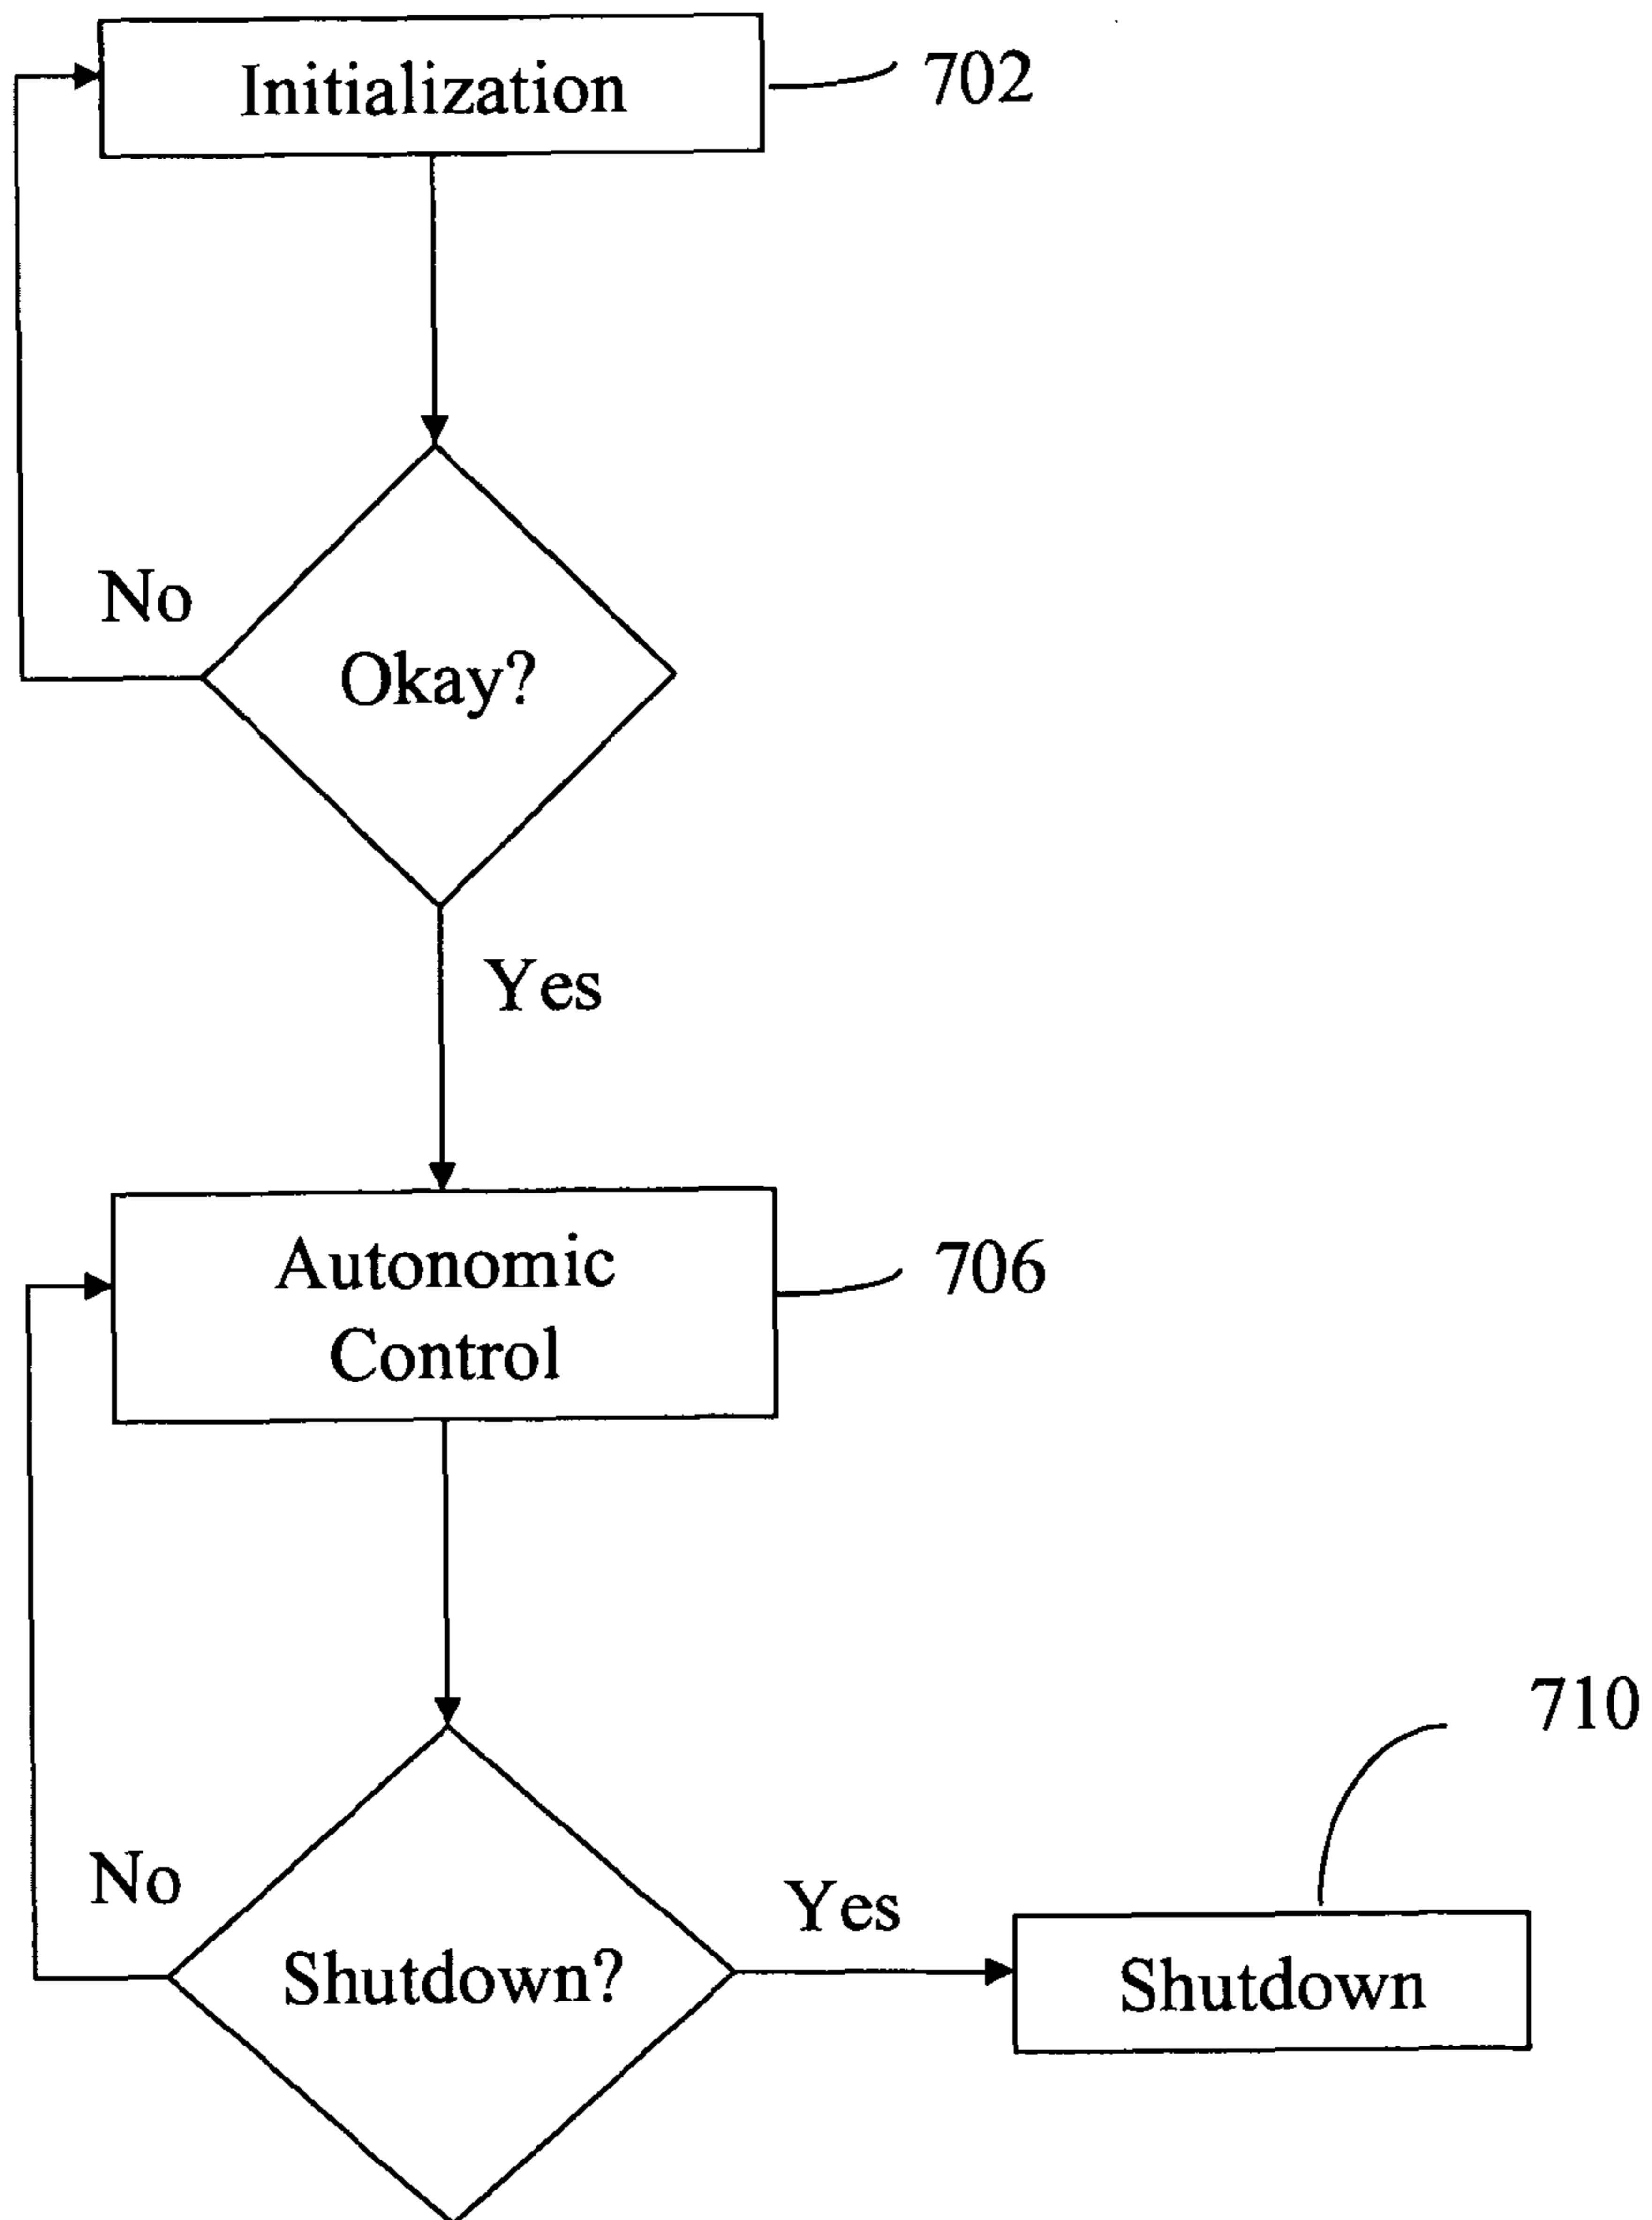 Initialization
702
No
Okay?
Yes
Autonomic
Control
706
710
No
Yes
Shutdown?
Shutdown